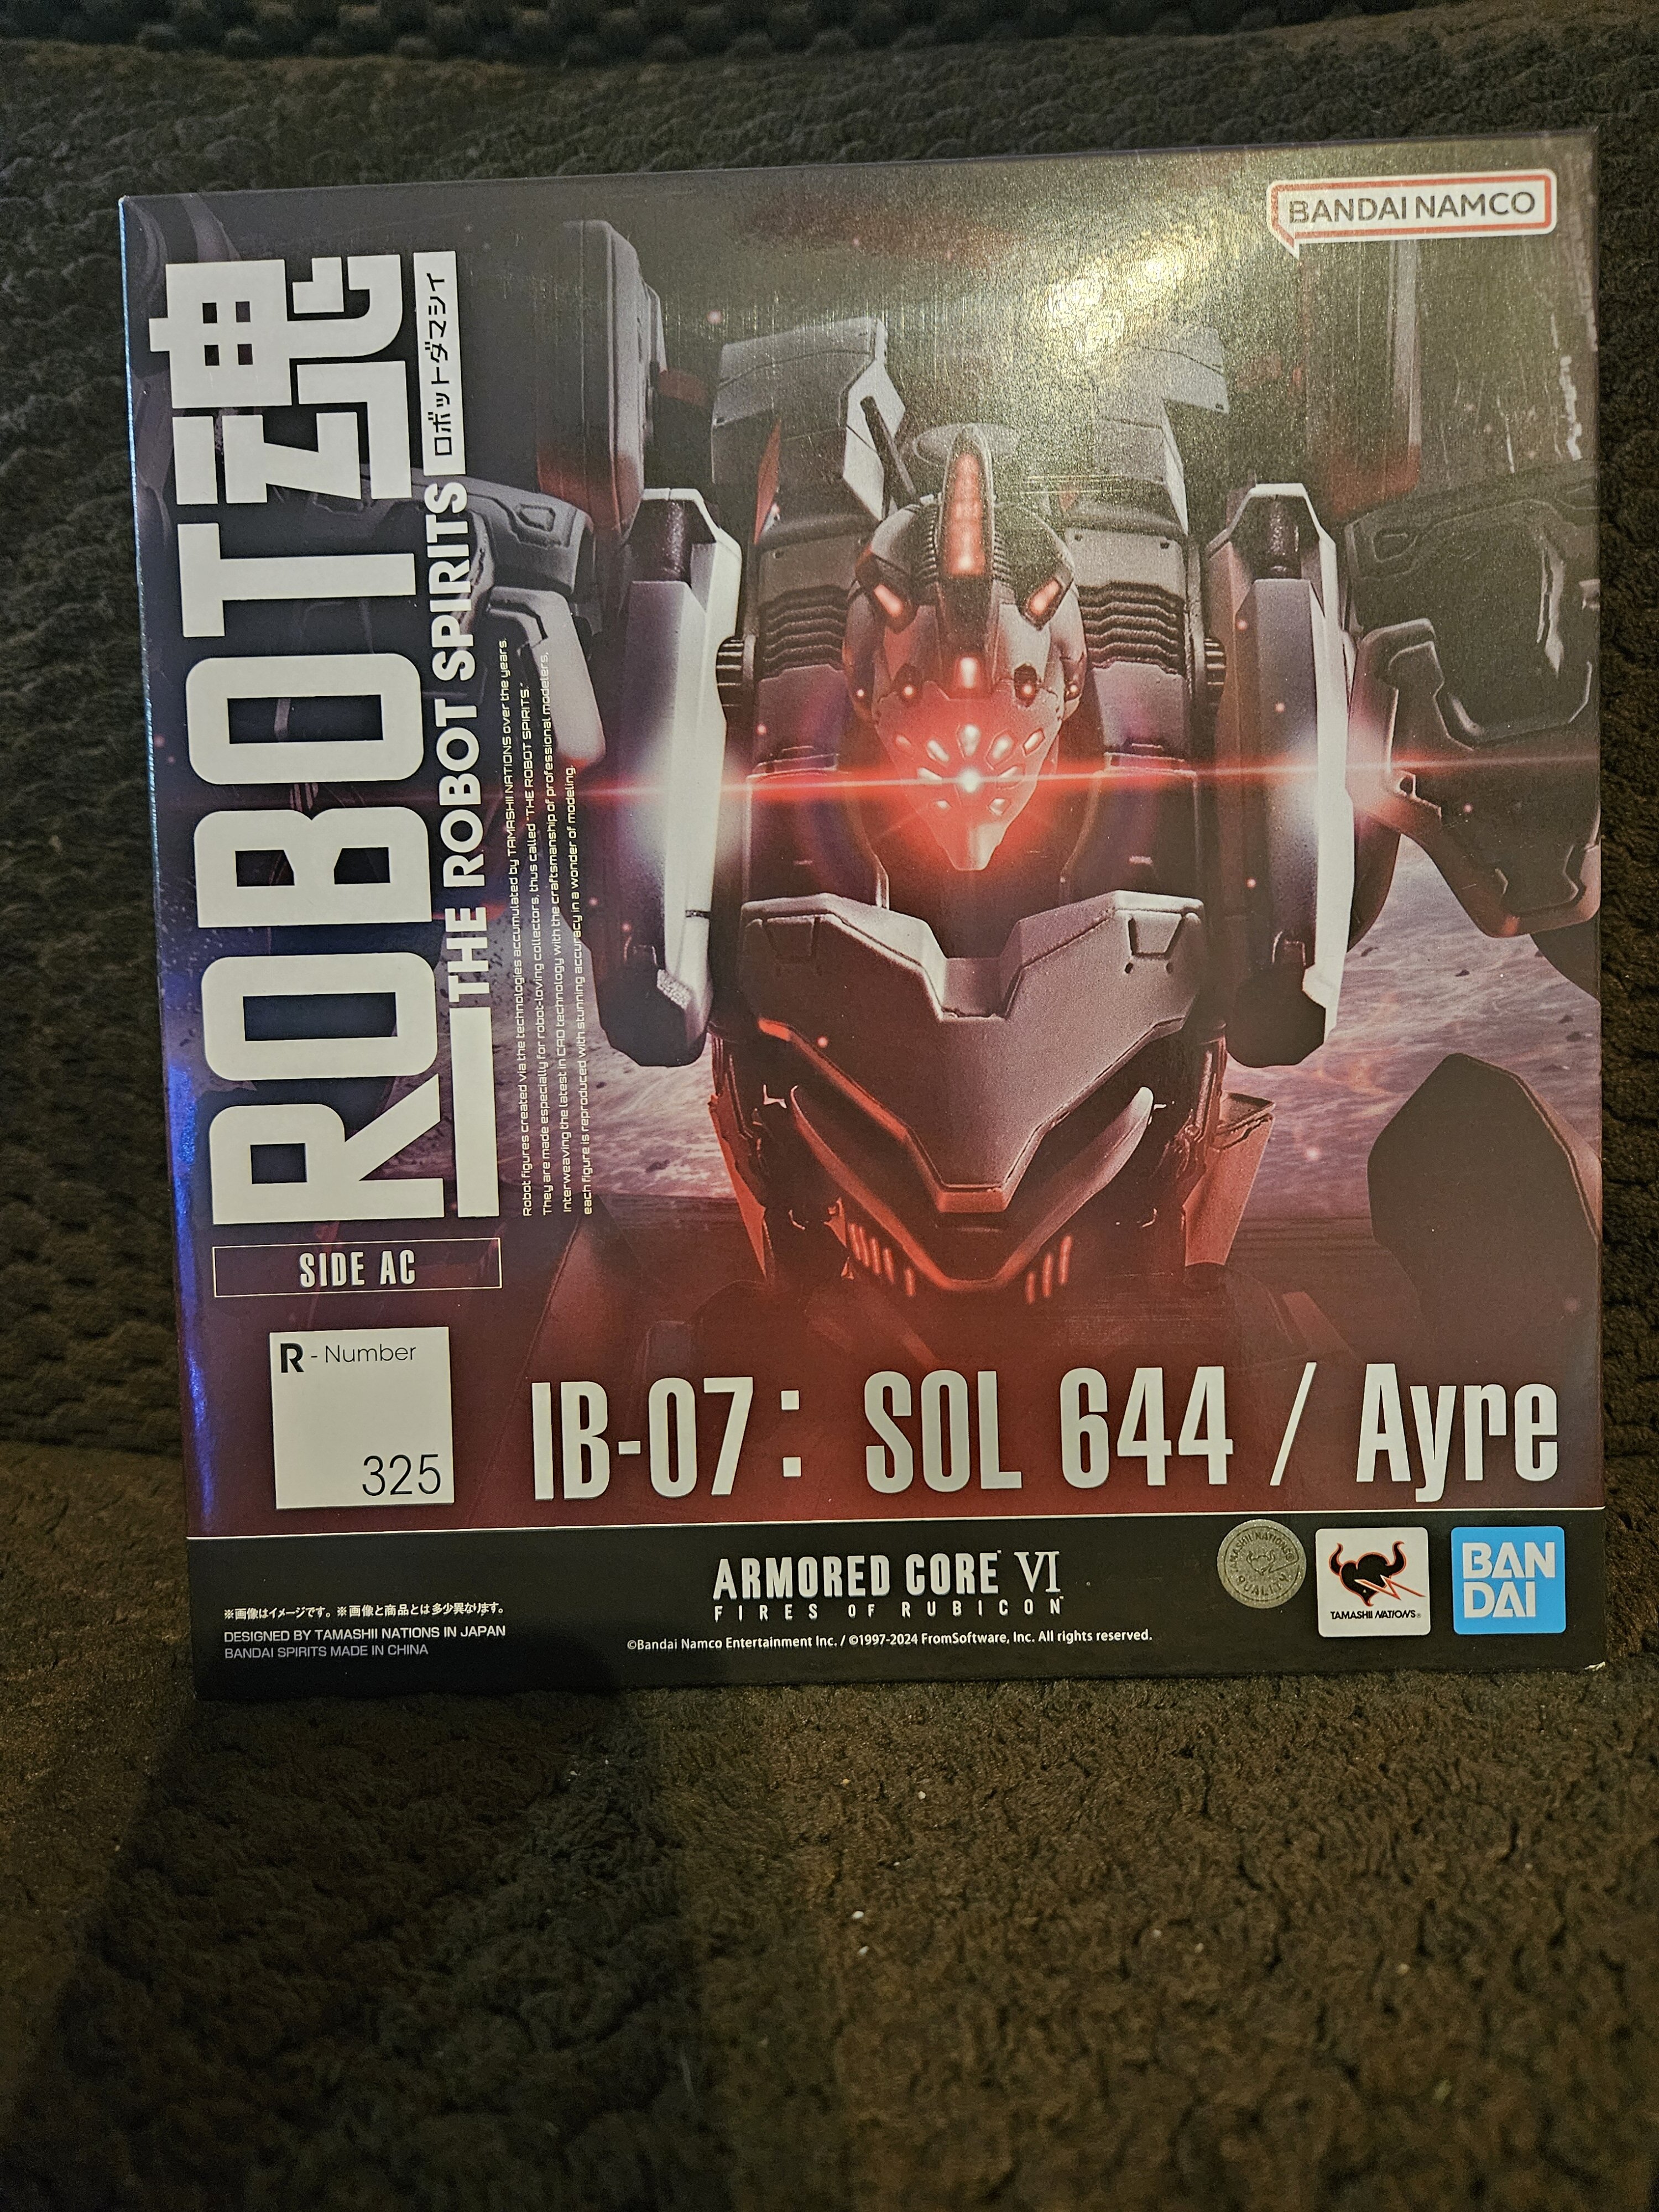 BANDAI NAMCO
ROBOT魂
ロボットダマシイ
THE ROBOT SPIRITS
Robot figures created via the technologies accumulated by TAMASHII NATIONS over the years.
They are made especially for robot-loving collectors, thus called "THE ROBOT SPIRITS."
Interweaving the latest in CAD technology with the craftsmanship of professional modelers,
each figure is reproduced with stunning accuracy in a wonder of modeling.
SIDE AC
R - Number
325
IB-07: SOL 644 / Ayre
※画像はイメージです。※画像と商品とは多少異なります。
DESIGNED BY TAMASHII NATIONS IN JAPAN
BANDAI SPIRITS MADE IN CHINA
ARMORED CORE™ VI
FIRES OF RUBICON™
©Bandai Namco Entertainment Inc. / ©1997-2024 FromSoftware, Inc. All rights reserved.
TAMASHII NATIONS
QUALITY
TAMASHII NATIONS®
BAN
DAI